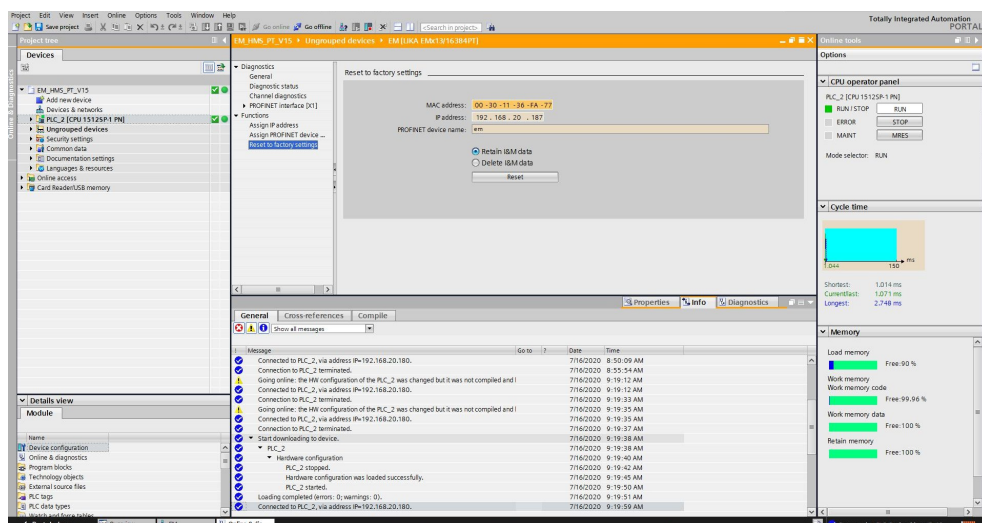 Project Edit View Insert Online Options Tools Window Help
Totally Integrated Automation
PORTAL
Save project
Go online
Go offline
<Search in project>
Project tree
EM_HMS_PT_V15 ▸ Ungrouped devices ▸ EM [LIKA EMx13/16384PT]
Online tools
Devices
Options
Online & Diagnostics
EM_HMS_PT_V15
Add new device
Devices & networks
PLC_2 [CPU 1512SP-1 PN]
Ungrouped devices
Security settings
Common data
Documentation settings
Languages & resources
Online access
Card Reader/USB memory
Diagnostics
General
Diagnostic status
Channel diagnostics
PROFINET interface [X1]
Functions
Assign IP address
Assign PROFINET device ...
Reset to factory settings
Reset to factory settings
MAC address: 00 -30 -11 -36 -FA -77
IP address: 192 . 168 . 20 . 187
PROFINET device name: em
Retain I&M data
Delete I&M data
Reset
CPU operator panel
PLC_2 [CPU 1512SP-1 PN]
RUN / STOP RUN
ERROR STOP
MAINT MRES
Mode selector: RUN
Cycle time
ms
1.044 150
Shortest: 1.014 ms
Current/last: 1.071 ms
Longest: 2.748 ms
Memory
Load memory
Free:90 %
Work memory
Work memory code
Free:99.96 %
Work memory data
Free:100 %
Retain memory
Free:100 %
Properties Info Diagnostics
General Cross-references Compile
Show all messages
! Message Go to ? Date Time
Connected to PLC_2, via address IP=192.168.20.180. 7/16/2020 8:50:09 AM
Connection to PLC_2 terminated. 7/16/2020 8:55:54 AM
Going online: the HW configuration of the PLC_2 was changed but it was not compiled and l 7/16/2020 9:19:12 AM
Connected to PLC_2, via address IP=192.168.20.180. 7/16/2020 9:19:12 AM
Connection to PLC_2 terminated. 7/16/2020 9:19:33 AM
Going online: the HW configuration of the PLC_2 was changed but it was not compiled and l 7/16/2020 9:19:35 AM
Connected to PLC_2, via address IP=192.168.20.180. 7/16/2020 9:19:35 AM
Connection to PLC_2 terminated. 7/16/2020 9:19:37 AM
Start downloading to device. 7/16/2020 9:19:38 AM
PLC_2 7/16/2020 9:19:38 AM
Hardware configuration 7/16/2020 9:19:40 AM
PLC_2 stopped. 7/16/2020 9:19:42 AM
Hardware configuration was loaded successfully. 7/16/2020 9:19:45 AM
PLC_2 started. 7/16/2020 9:19:50 AM
Loading completed (errors: 0; warnings: 0). 7/16/2020 9:19:51 AM
Connected to PLC_2, via address IP=192.168.20.180. 7/16/2020 9:19:59 AM
Details view
Module
Name
Device configuration
Online & diagnostics
Program blocks
Technology objects
External source files
PLC tags
PLC data types
Watch and force tables